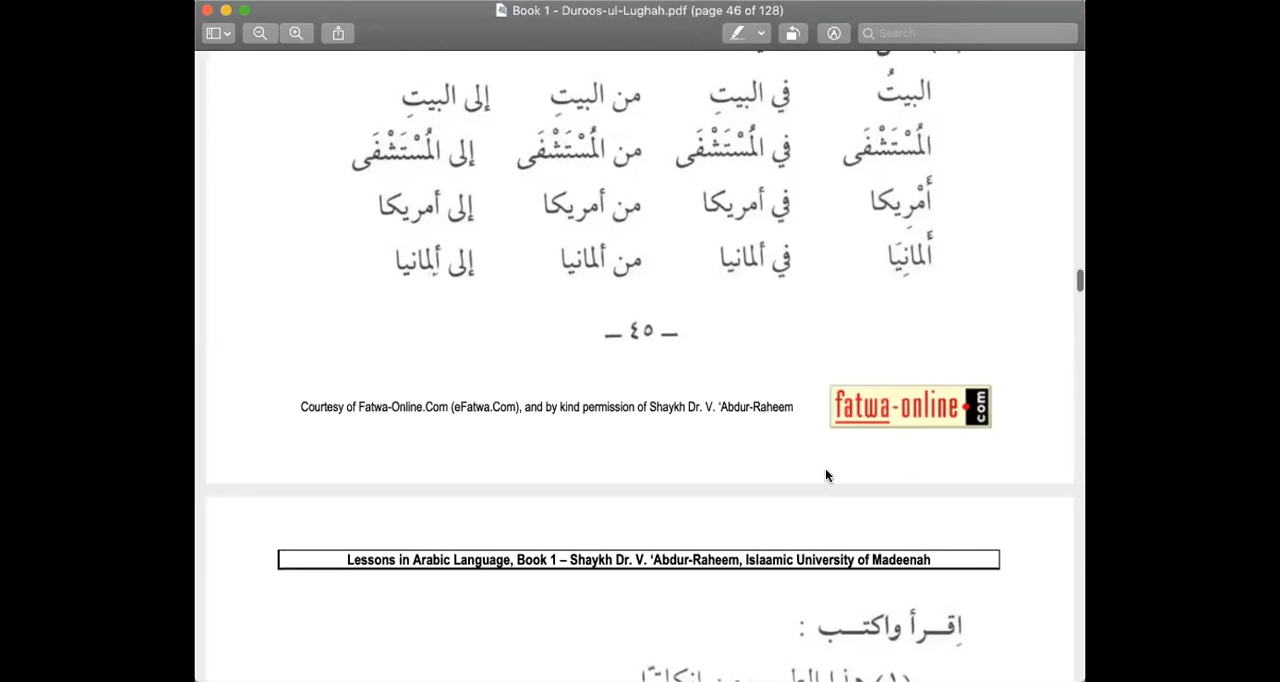 Book 1 - Duroos-ul-Lughah.pdf (page 46 of 128)
Search
البيتُ في البيتِ من البيتِ إلى البيتِ
المُسْتَشْفَى في المُسْتَشْفَى من المُسْتَشْفَى إلى المُسْتَشْفَى
أَمْرِيكا في أمريكا من أمريكا إلى أمريكا
أَلمانِيَا في ألمانيا من ألمانيا إلى ألمانيا
– ٤٥ –
Courtesy of Fatwa-Online.Com (eFatwa.Com), and by kind permission of Shaykh Dr. V. ‘Abdur-Raheem
fatwa-online.com
Lessons in Arabic Language, Book 1 – Shaykh Dr. V. ‘Abdur-Raheem, Islaamic University of Madeenah
اِقـــرأ واكتـــب :